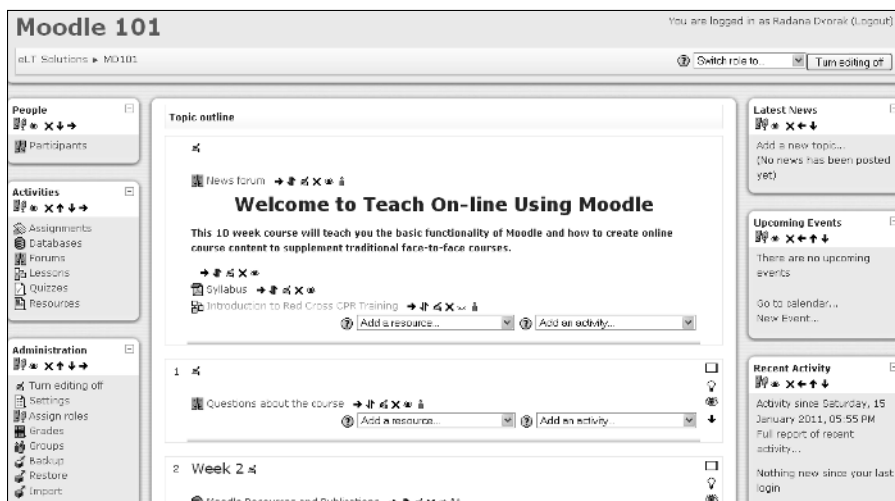 Moodle 101
You are logged in as Radana Dvorak (Logout)
eLT Solutions ► MD101
Switch role to...
Turn editing off
People
Participants
Activities
Assignments
Databases
Forums
Lessons
Quizzes
Resources
Administration
Turn editing off
Settings
Assign roles
Grades
Groups
Backup
Restore
Import
Topic outline
News forum
Welcome to Teach On-line Using Moodle
This 10 week course will teach you the basic functionality of Moodle and how to create online
course content to supplement traditional face-to-face courses.
Syllabus
Introduction to Red Cross CPR Training
Add a resource...
Add an activity...
1
Questions about the course
Add a resource...
Add an activity...
2 Week 2
Moodle Resources and Publications
Latest News
Add a new topic...
(No news has been posted
yet)
Upcoming Events
There are no upcoming
events
Go to calendar...
New Event...
Recent Activity
Activity since Saturday, 15
January 2011, 05:55 PM
Full report of recent
activity...
Nothing new since your last
login